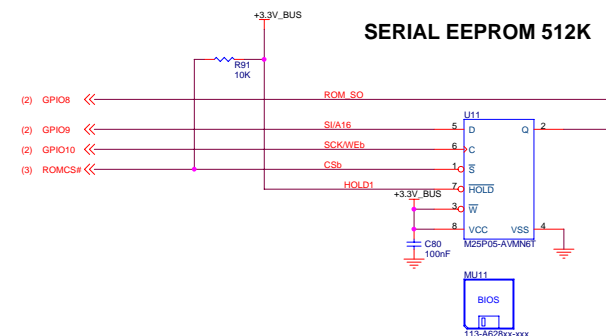 +3.3V_BUS
SERIAL EEPROM 512K
R91
10K
(2) GPIO8 ROM_SO
U11
(2) GPIO9 SI/A16 5 D Q 2
(2) GPIO10 SCK/WEb 6 C
(3) ROMCS# CSb 1 S
HOLD1 7 HOLD
+3.3V_BUS
3 W
8 VCC VSS 4
C80
100nF
M25P05-AVMN6T
MU11
BIOS
113-A628xx-xxx